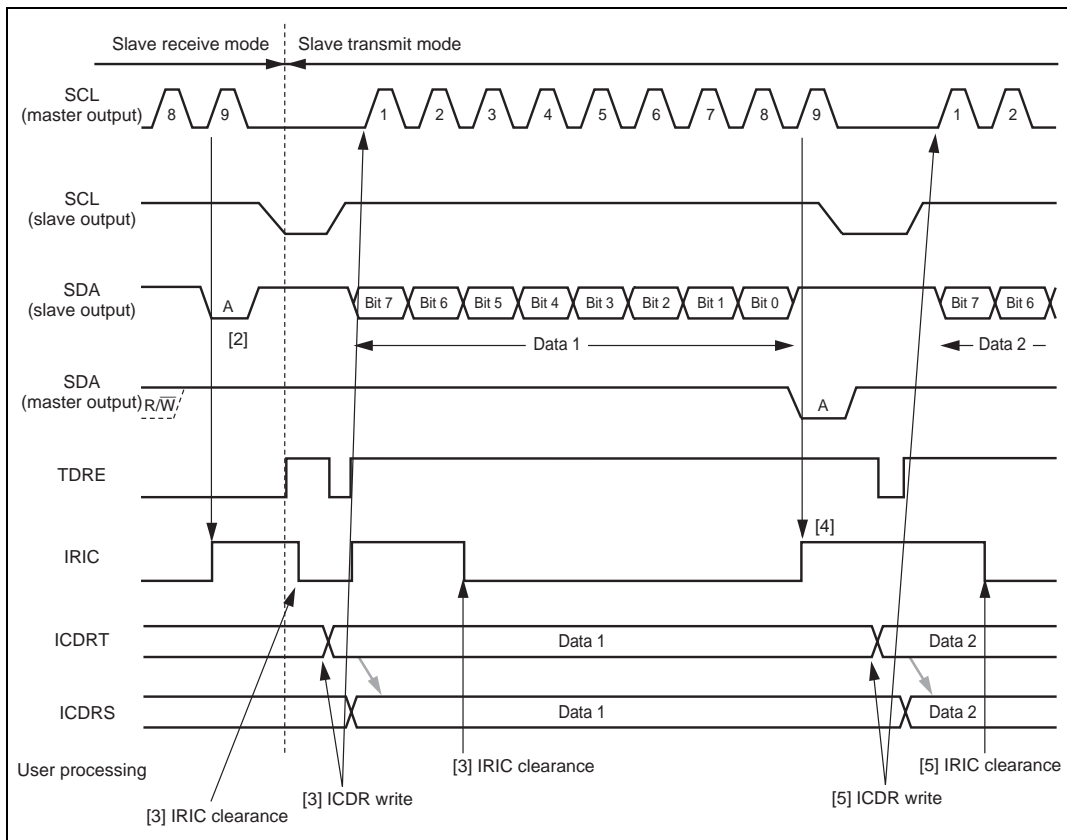 Slave receive mode Slave transmit mode
SCL
(master output)
8 9 1 2 3 4 5 6 7 8 9 1 2
SCL
(slave output)
SDA
(slave output)
A Bit 7 Bit 6 Bit 5 Bit 4 Bit 3 Bit 2 Bit 1 Bit 0 Bit 7 Bit 6
[2]
Data 1 Data 2
SDA
(master output)
R/W̅ A
TDRE
[4]
IRIC
ICDRT Data 1 Data 2
ICDRS Data 1 Data 2
User processing
[3] IRIC clearance [5] IRIC clearance
[3] ICDR write [5] ICDR write
[3] IRIC clearance